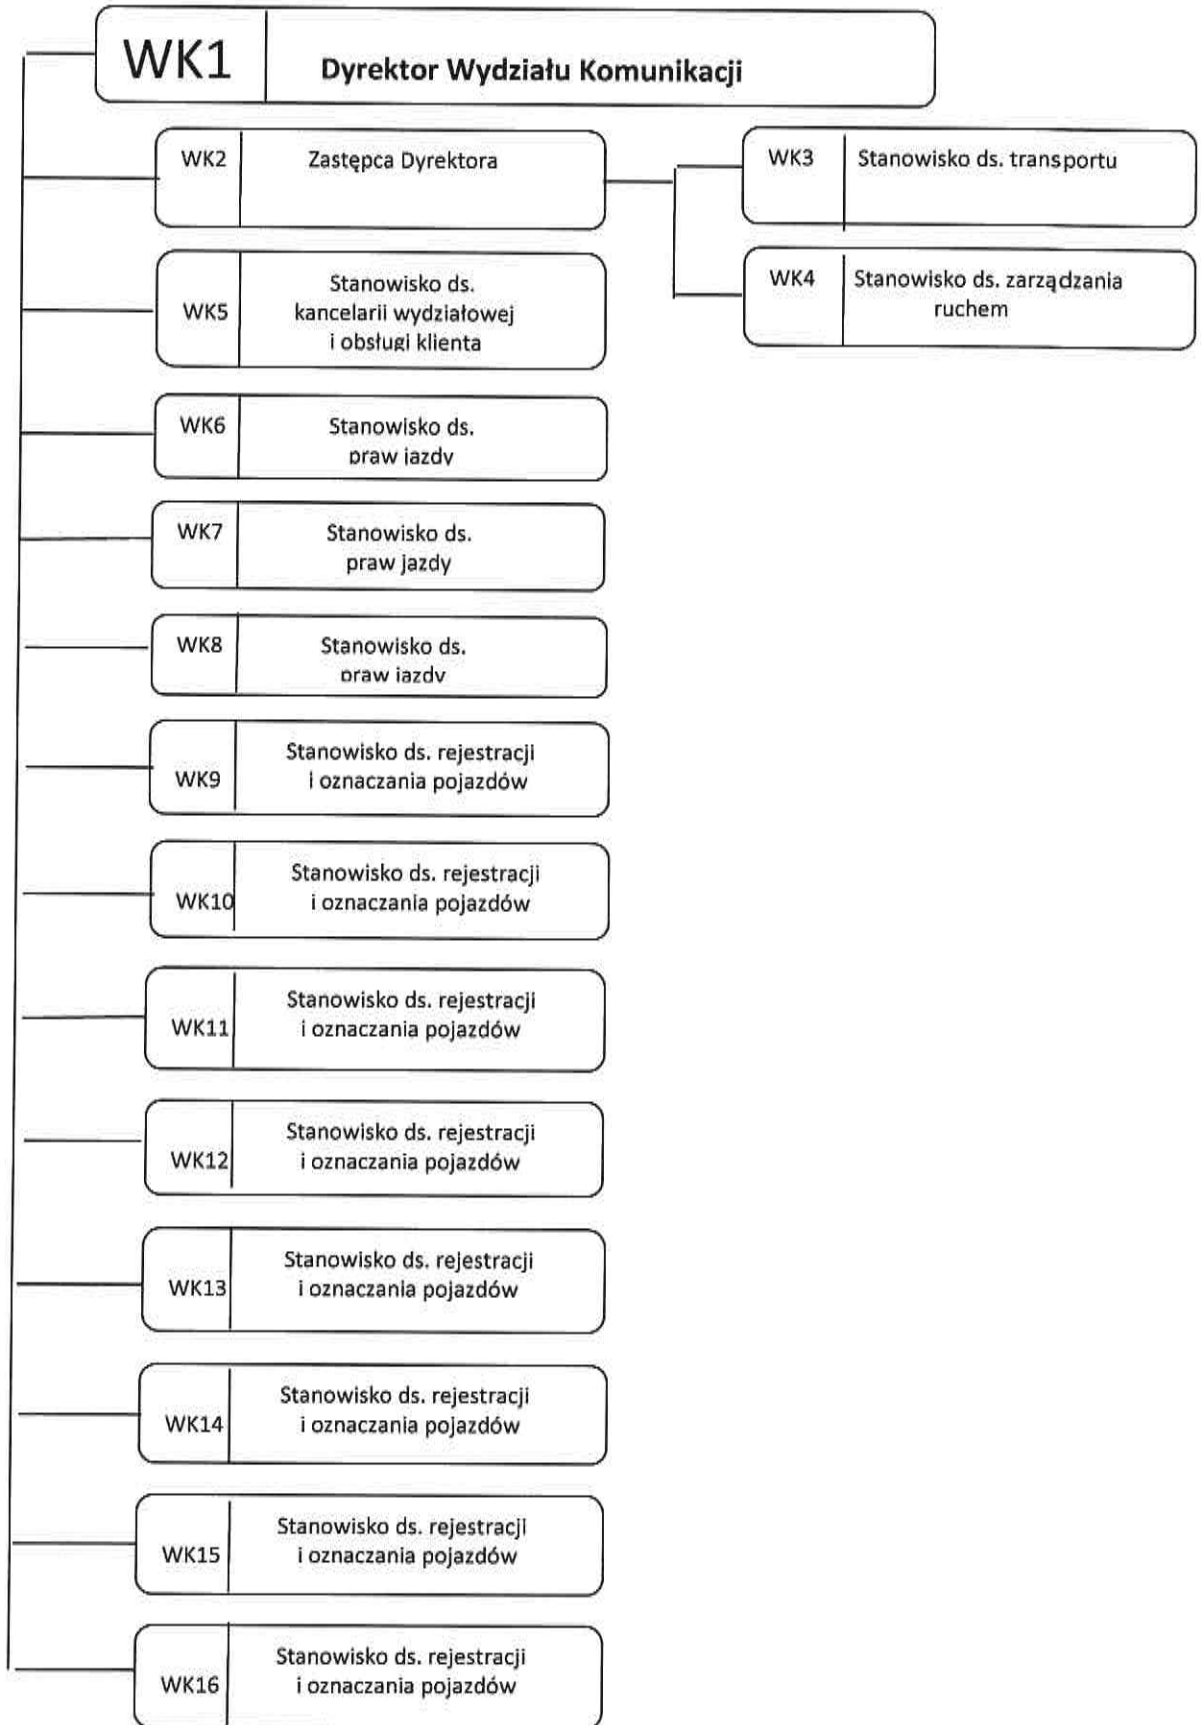 WK1 Dyrektor Wydziału Komunikacji
WK2 Zastępca Dyrektora
WK3 Stanowisko ds. transportu
WK4 Stanowisko ds. zarządzania
ruchem
WK5
Stanowisko ds.
kancelarii wydziałowej
i obsługi klienta
WK6 Stanowisko ds.
praw jazdy
WK7 Stanowisko ds.
praw jazdy
WK8 Stanowisko ds.
praw jazdy
WK9
Stanowisko ds. rejestracji
i oznaczania pojazdów
WK10
Stanowisko ds. rejestracji
i oznaczania pojazdów
WK11
Stanowisko ds. rejestracji
i oznaczania pojazdów
WK12
Stanowisko ds. rejestracji
i oznaczania pojazdów
WK13
Stanowisko ds. rejestracji
i oznaczania pojazdów
WK14
Stanowisko ds. rejestracji
i oznaczania pojazdów
WK15
Stanowisko ds. rejestracji
i oznaczania pojazdów
WK16
Stanowisko ds. rejestracji
i oznaczania pojazdów